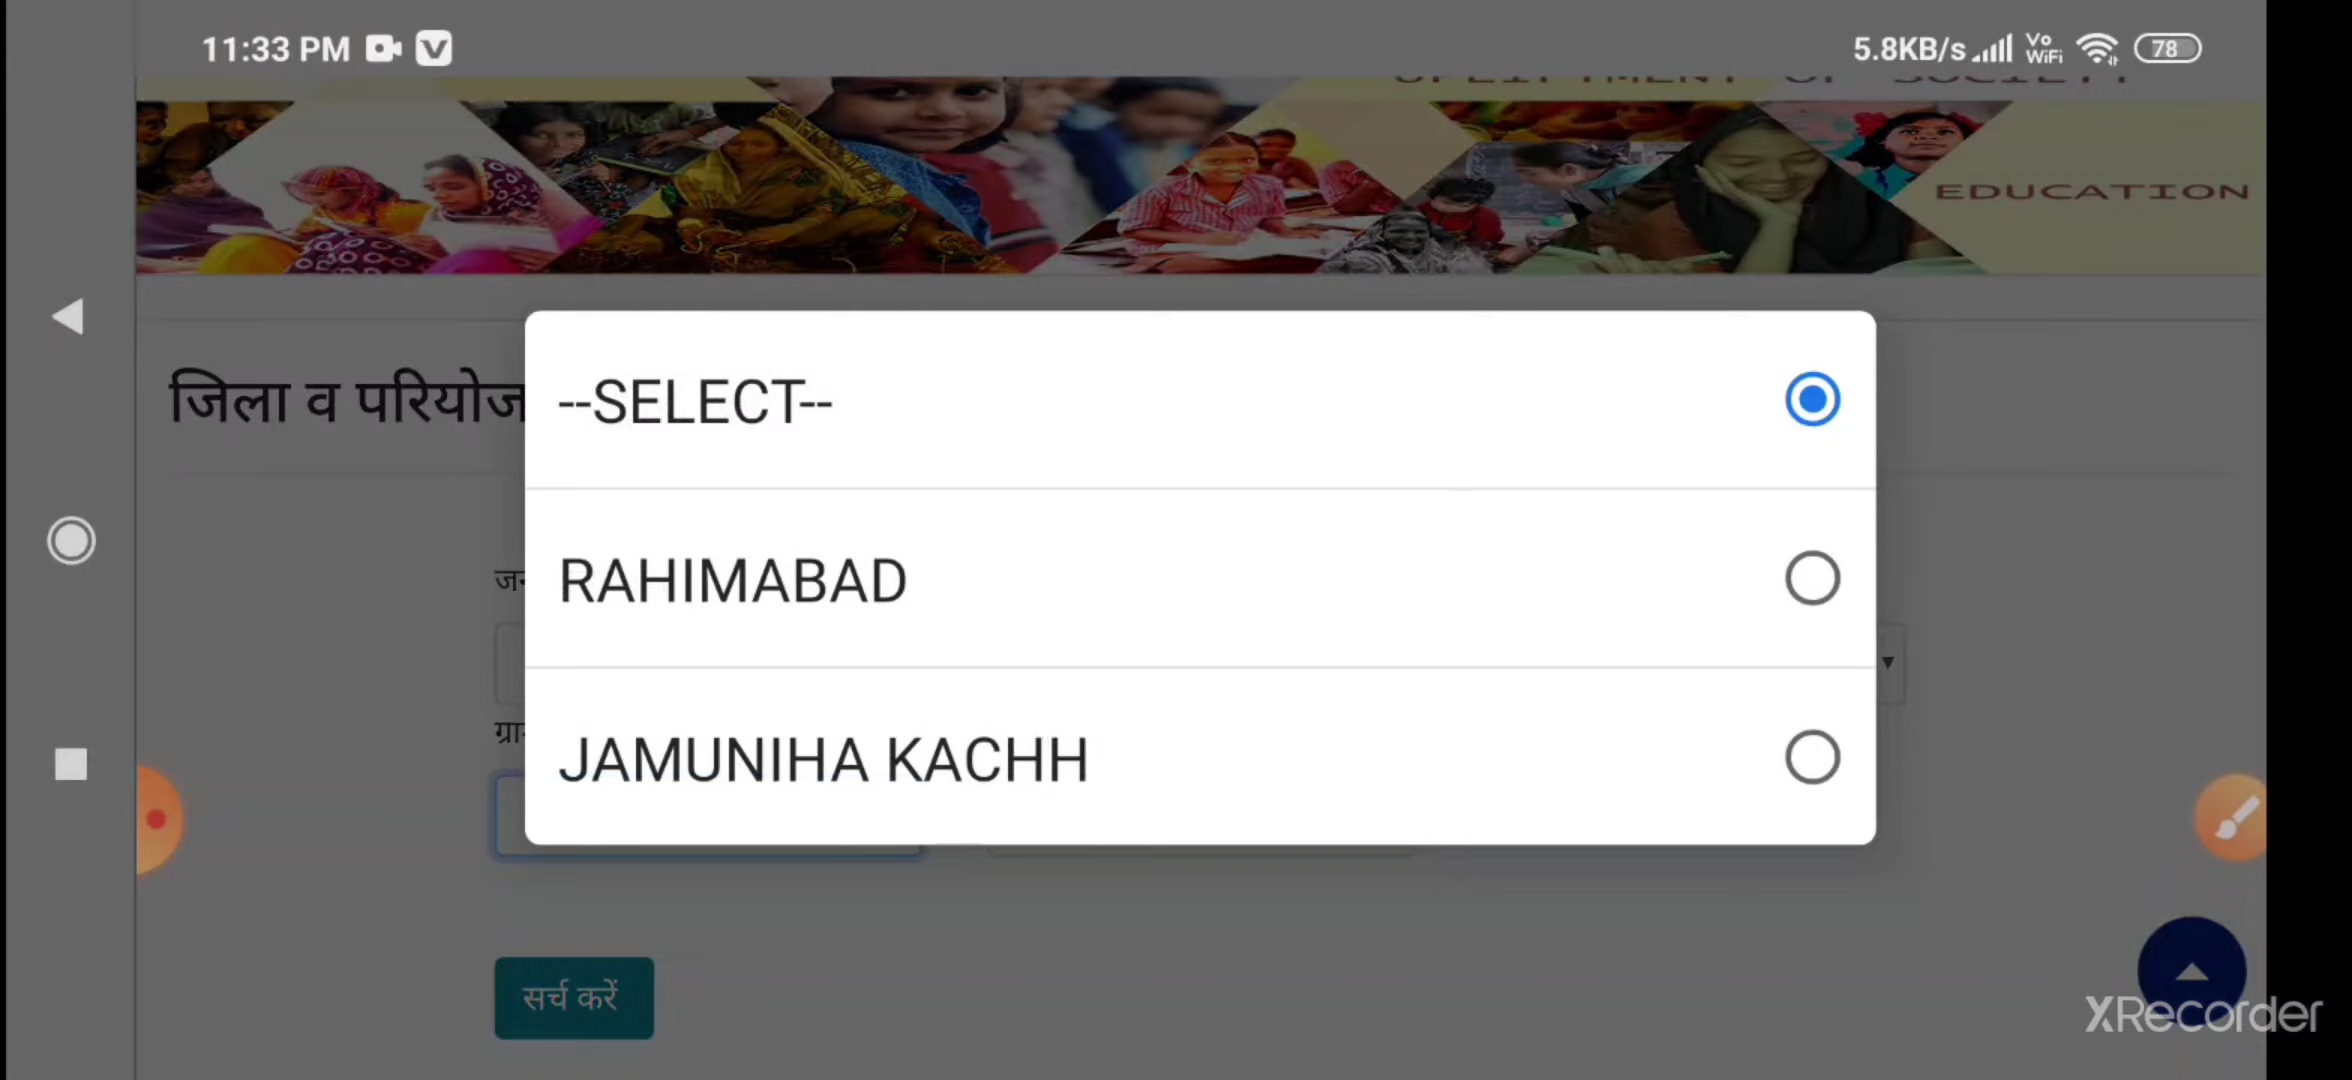 11:33 PM
5.8KB/s Vo WiFi 78
EDUCATION
जिला व परियोज
--SELECT--
RAHIMABAD
JAMUNIHA KACHH
सर्च करें
XRecorder